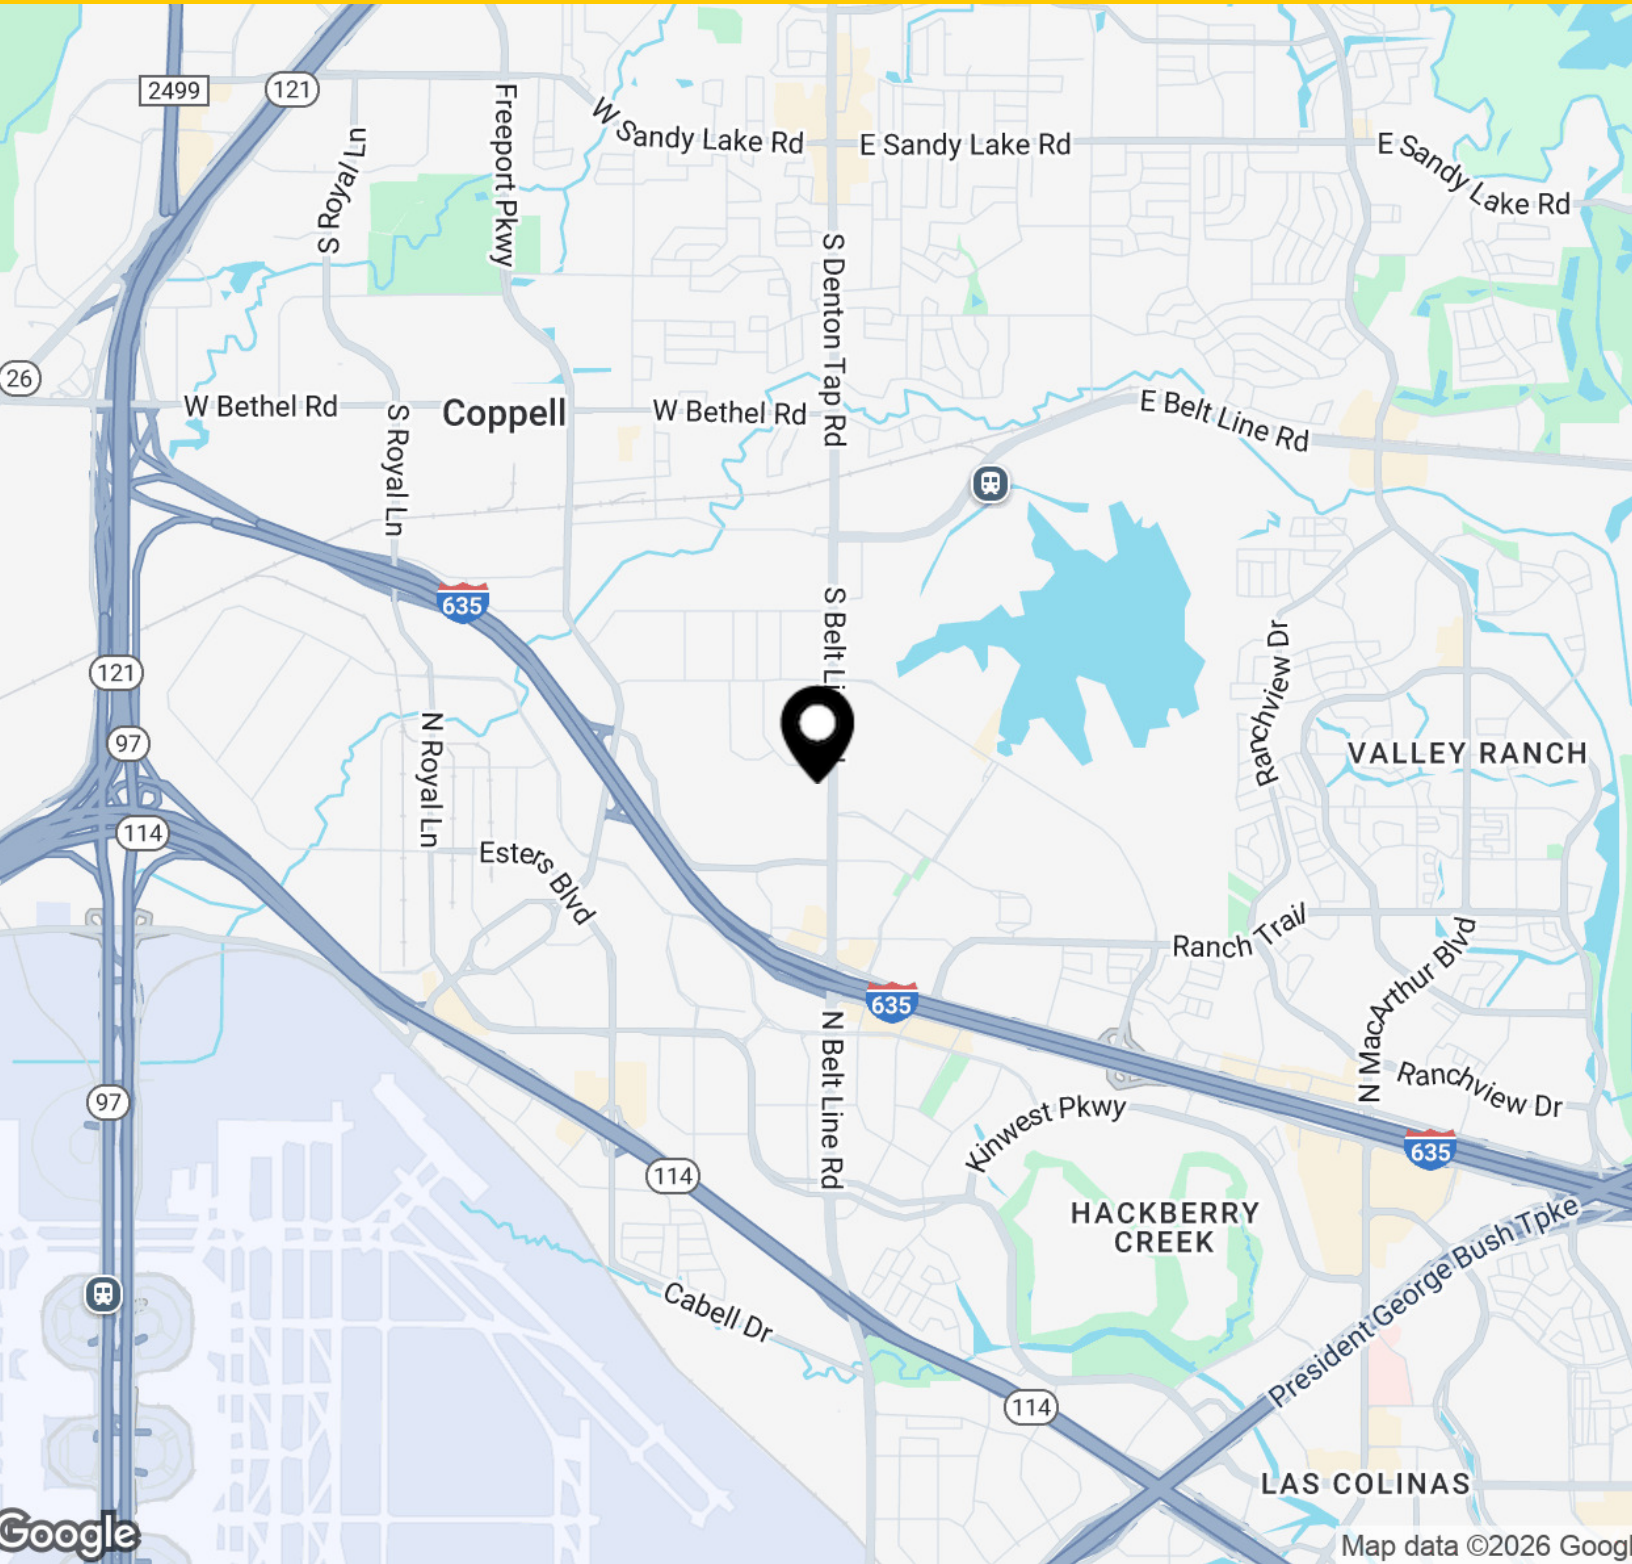 2499
121
Freeport Pkwy
W Sandy Lake Rd
E Sandy Lake Rd
E Sandy Lake Rd
S Royal Ln
S Denton Tap Rd
26
W Bethel Rd
Coppell
W Bethel Rd
E Belt Line Rd
S Royal Ln
635
S Belt Li
121
Ranchview Dr
97
N Royal Ln
VALLEY RANCH
114
Esters Blvd
Ranch Trail
N MacArthur Blvd
635
N Belt Line Rd
Ranchview Dr
97
Kinwest Pkwy
635
114
HACKBERRY
CREEK
President George Bush Tpke
Cabell Dr
114
LAS COLINAS
Google
Map data ©2026 Googl